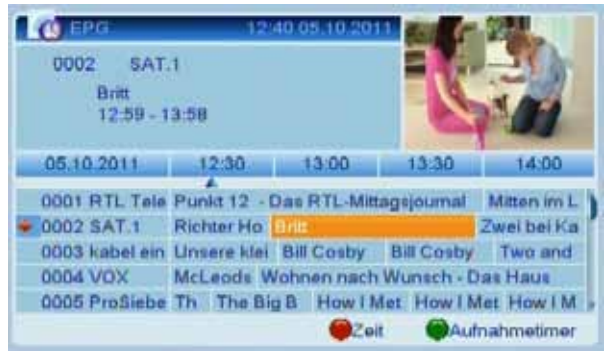 EPG 12:40 05.10.2011
0002 SAT.1
Britt
12:59 - 13:58
05.10.2011 12:30 13:00 13:30 14:00
0001 RTL Tele Punkt 12 - Das RTL-Mittagsjournal Mitten im L
0002 SAT.1 Richter Ho Britt Zwei bei Ka
0003 kabel ein Unsere klei Bill Cosby Bill Cosby Two and
0004 VOX McLeods Wohnen nach Wunsch - Das Haus
0005 ProSiebe Th The Big B How I Met How I Met How I M
Zeit Aufnahmetimer